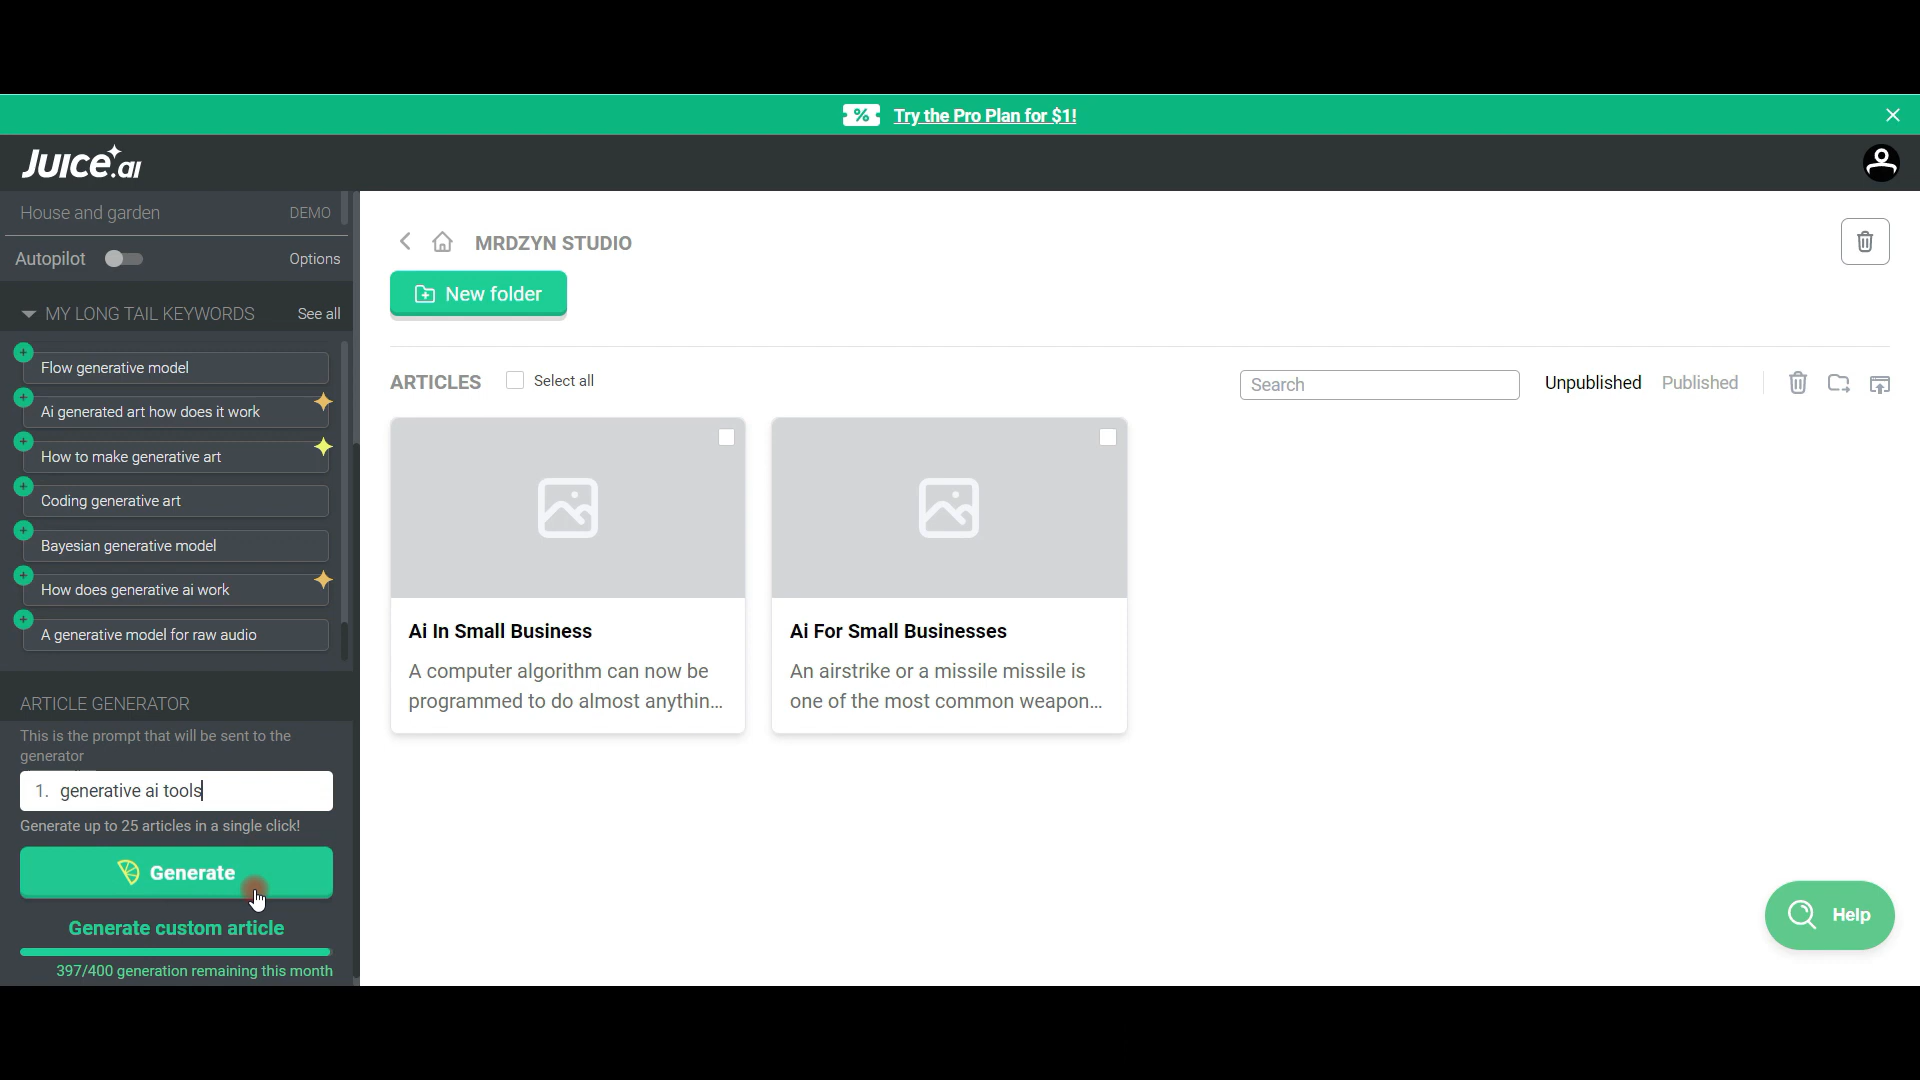 % Try the Pro Plan for $1!
Juice.ai
House and garden DEMO
Autopilot Options
MY LONG TAIL KEYWORDS See all
Flow generative model
Ai generated art how does it work
How to make generative art
Coding generative art
Bayesian generative model
How does generative ai work
A generative model for raw audio
ARTICLE GENERATOR
This is the prompt that will be sent to the
generator
1. generative ai tools
Generate up to 25 articles in a single click!
Generate
Generate custom article
397/400 generation remaining this month
MRDZYN STUDIO
New folder
ARTICLES Select all Search Unpublished Published
Ai In Small Business
A computer algorithm can now be
programmed to do almost anythin...
Ai For Small Businesses
An airstrike or a missile missile is
one of the most common weapon...
Help